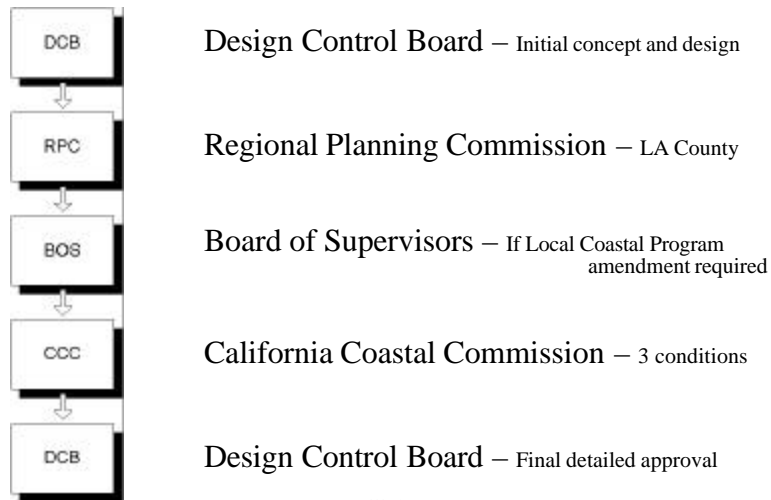 DCB
Design Control Board – Initial concept and design
RPC
Regional Planning Commission – LA County
BOS
Board of Supervisors – If Local Coastal Program
amendment required
CCC
California Coastal Commission – 3 conditions
DCB
Design Control Board – Final detailed approval